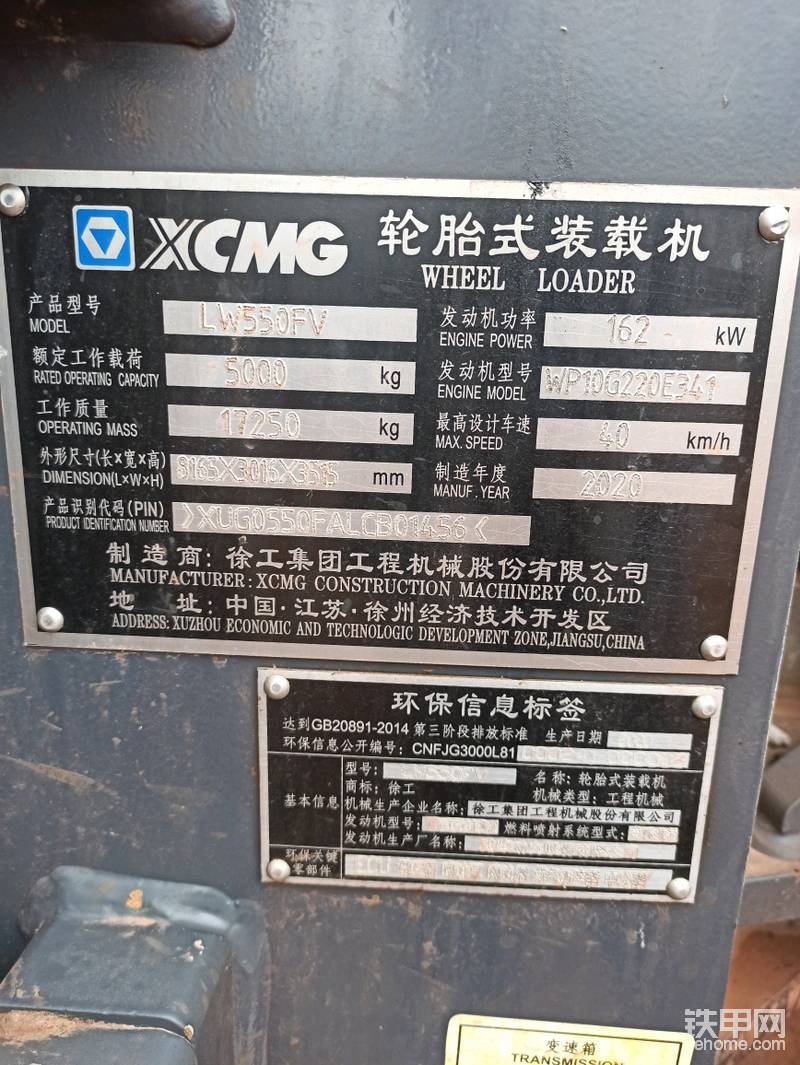 XCMG 轮胎式装载机
WHEEL LOADER
产品型号 LW550FV
MODEL
发动机功率 162 kW
ENGINE POWER
额定工作载荷 5000 kg
RATED OPERATING CAPACITY
发动机型号 WP10G220E341
ENGINE MODEL
工作质量 17250 kg
OPERATING MASS
最高设计车速 40 km/h
MAX. SPEED
外形尺寸(长×宽×高) 8165X3016X3515 mm
DIMENSION(L×W×H)
制造年度 2020
MANUF. YEAR
产品识别代码(PIN) >XUG0550FALCB01456<
PRODUCT IDENTIFICATION NUMBER
制造商:徐工集团工程机械股份有限公司
MANUFACTURER:XCMG CONSTRUCTION MACHINERY CO.,LTD.
地 址:中国·江苏·徐州经济技术开发区
ADDRESS:XUZHOU ECONOMIC AND TECHNOLOGIC DEVELOPMENT ZONE,JIANGSU,CHINA
环保信息标签
达到GB20891-2014 第三阶段排放标准 生产日期
环保信息公开编号:CNFJG3000L81
基本信息
型号: 名称:轮胎式装载机
商标:徐工 机械类型:工程机械
机械生产企业名称:徐工集团工程机械股份有限公司
发动机型号: 燃料喷射系统型式:
发动机生产厂名称:
环保关键
零部件
变速箱
TRANSMISSION
铁甲网
ehome.com